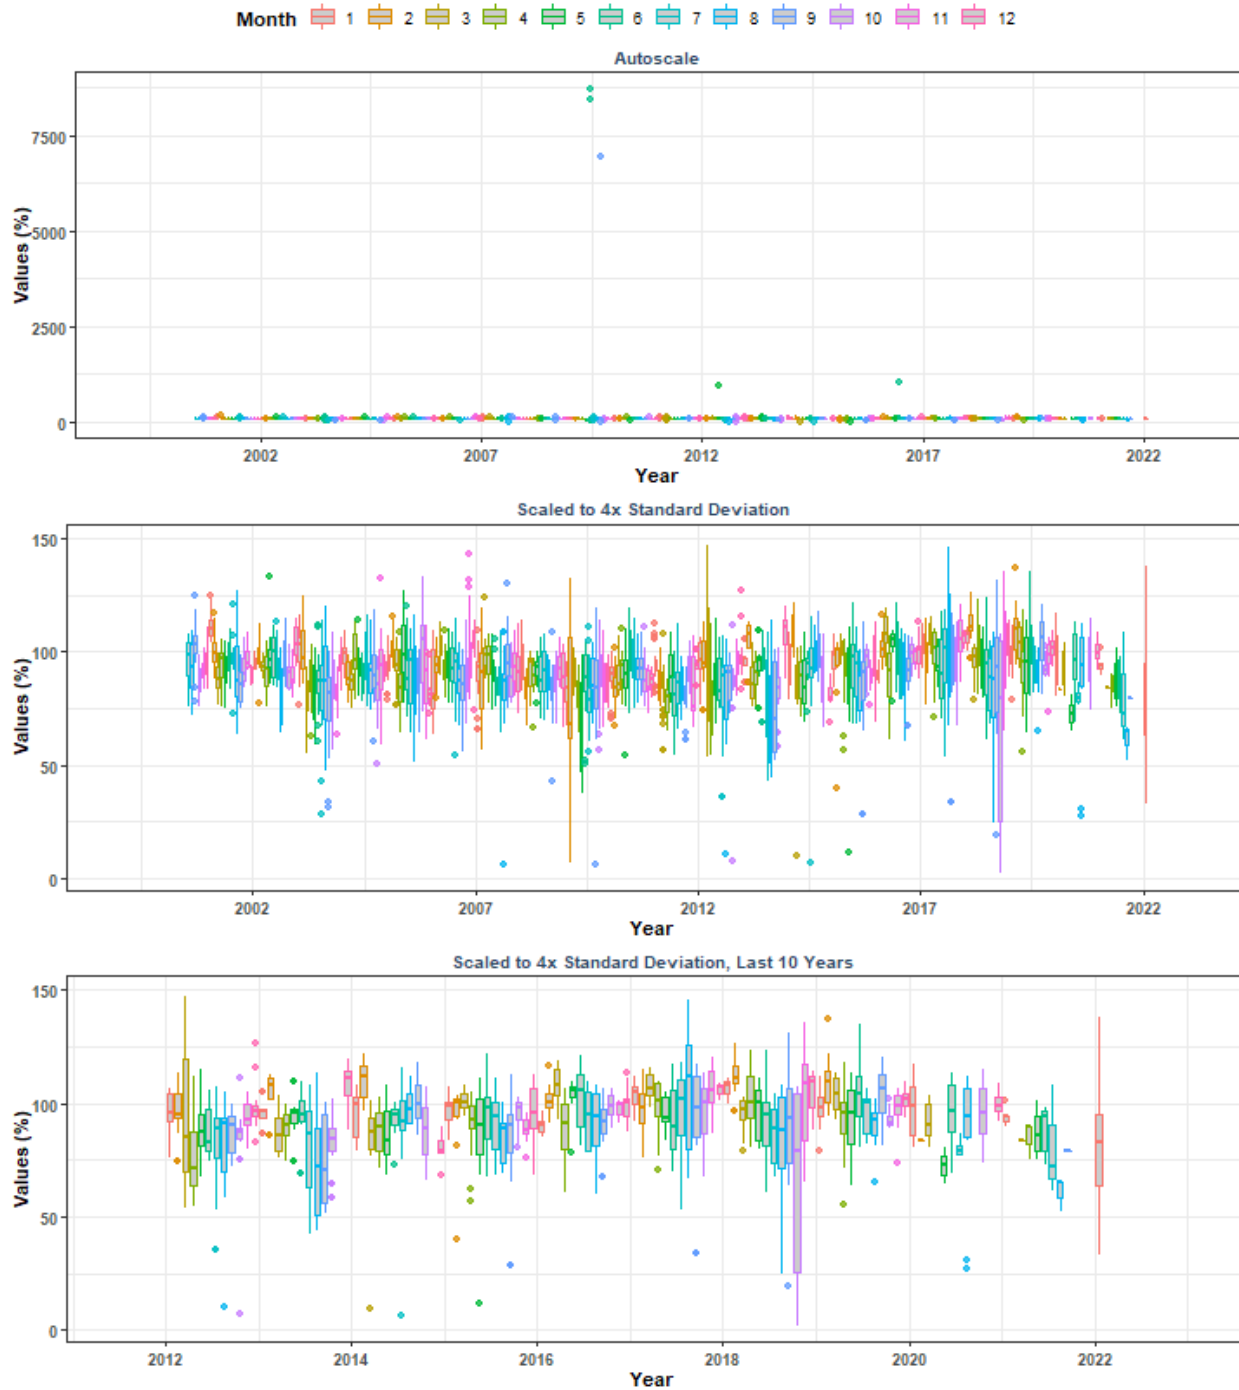 Month 1 2 3 4 5 6 7 8 9 10 11 12
Autoscale
Values (%)
7500
5000
2500
0
2002 2007 2012 2017 2022
Year
Scaled to 4x Standard Deviation
Values (%)
150
100
50
0
2002 2007 2012 2017 2022
Year
Scaled to 4x Standard Deviation, Last 10 Years
Values (%)
150
100
50
0
2012 2014 2016 2018 2020 2022
Year